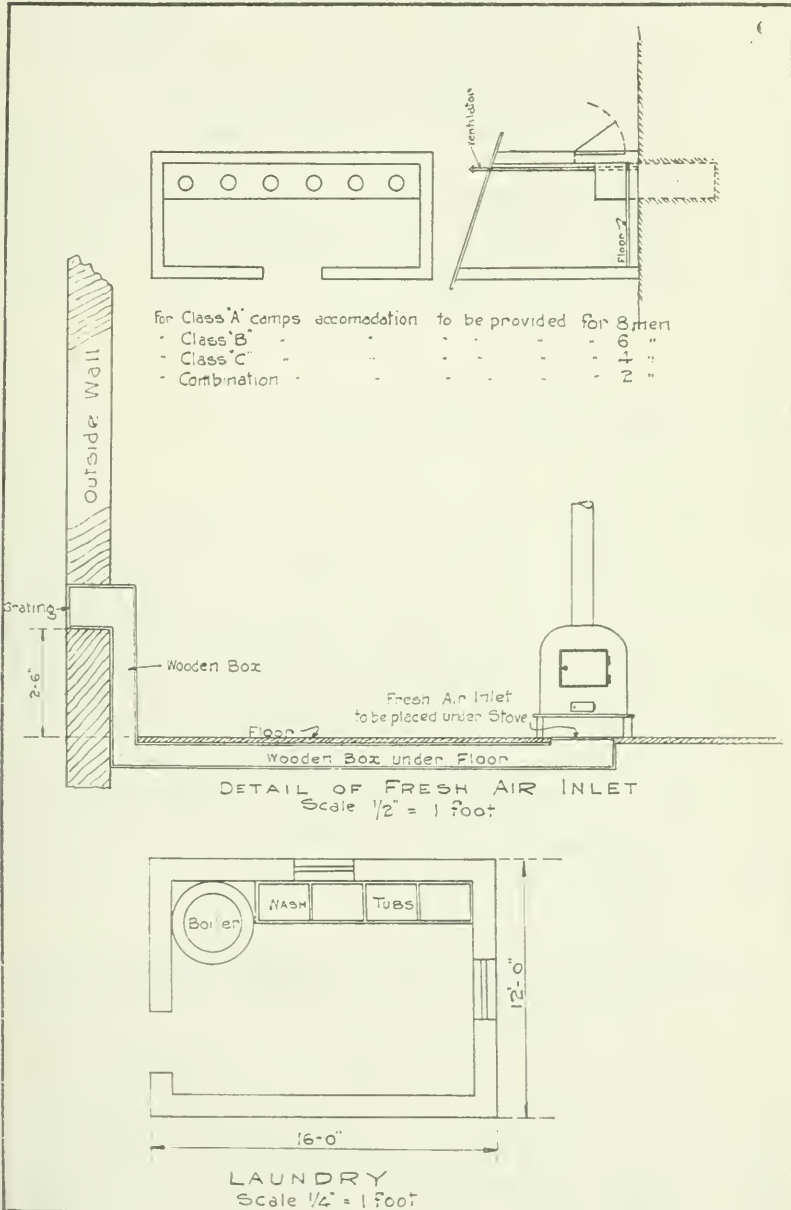 Ventilator
Floor
For Class "A" camps accomadation to be provided for 8 men
" Class "B" " " " " " " 6 "
" Class "C" " " " " " " 4 "
" Combination " " " " " " 2 "
Outside Wall
Grating
2'-6"
Wooden Box
Fresh Air Inlet
to be placed under Stove
Floor
Wooden Box under Floor
DETAIL OF FRESH AIR INLET
Scale 1/2" = 1 foot
Boiler
WASH
TUBS
12'-0"
16'-0"
LAUNDRY
Scale 1/4" = 1 foot